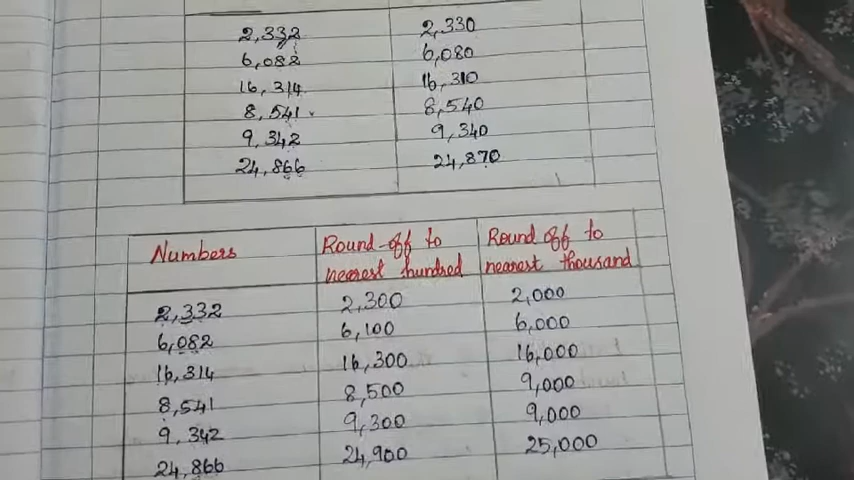 2,332 2,330
6,082 6,080
16,314 16,310
8,541 8,540
9,342 9,340
24,866 24,870
Numbers Round-off to nearest hundred Round off to nearest thousand
2,332 2,300 2,000
6,082 6,100 6,000
16,314 16,300 16,000
8,541 8,500 9,000
9,342 9,300 9,000
24,866 24,900 25,000